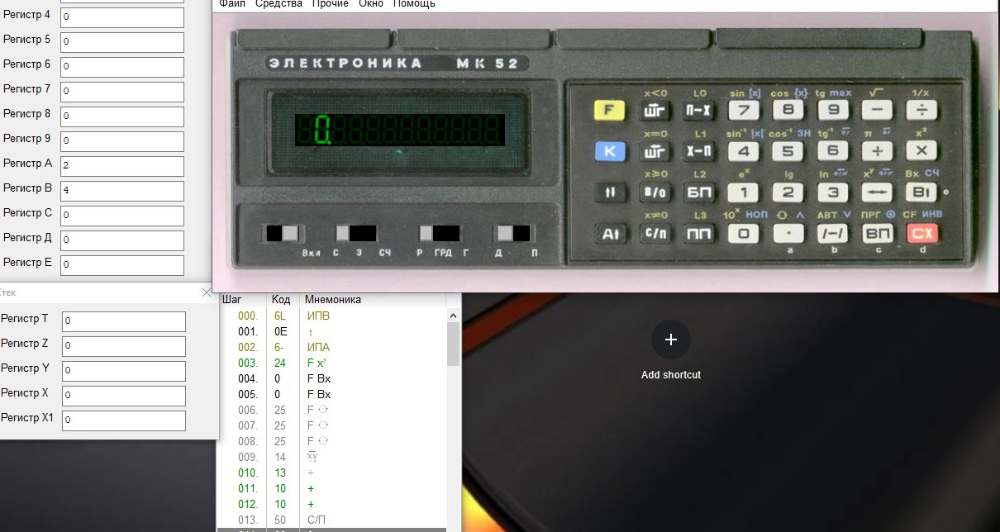 Файл Средства Прочие Окно Помощь
Регистр 4 0
Регистр 5 0
Регистр 6 0
Регистр 7 0
Регистр 8 0
Регистр 9 0
Регистр A 2
Регистр B 4
Регистр C 0
Регистр Д 0
Регистр E 0
Стек
Регистр T 0
Регистр Z 0
Регистр Y 0
Регистр X 0
Регистр X1 0
ЭЛЕКТРОНИКА МК 52
0.
Вкл С Э СЧ Р ГРД Г Д П
x<0 L0 sin [x] cos {x} tg max √ 1/x
F ШГ П→X 7 8 9 − ÷
x=0 L1 sin⁻¹ |x| cos⁻¹ ЗН tg⁻¹ π x²
K ШГ X→П 4 5 6 + ×
x≥0 L2 eˣ lg ln xʸ Bx СЧ
↑↓ В/О БП 1 2 3 ↔ В↑
x≠0 L3 10ˣ НОП ∧ АВТ ∨ ПРГ ⊕ CF ИНВ
А↑ С/П ПП 0 · /−/ ВП CX
a b c d
Шаг Код Мнемоника
000. 6L ИПB
001. 0E ↑
002. 6- ИПA
003. 24 F xʸ
004. 0 F Bx
005. 0 F Bx
006. 25 F
007. 25 F
008. 25 F
009. 14 xy
010. 13 ÷
011. 10 +
012. 10 +
013. 50 С/П
Add shortcut